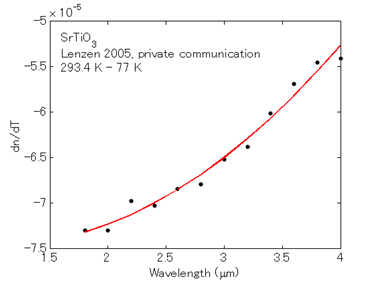 ×10⁻⁵
-5
SrTiO₃
Lenzen 2005, private communication
293.4 K - 77 K
-5.5
-6
dn/dT
-6.5
-7
-7.5
1.5 2 2.5 3 3.5 4
Wavelength (μm)